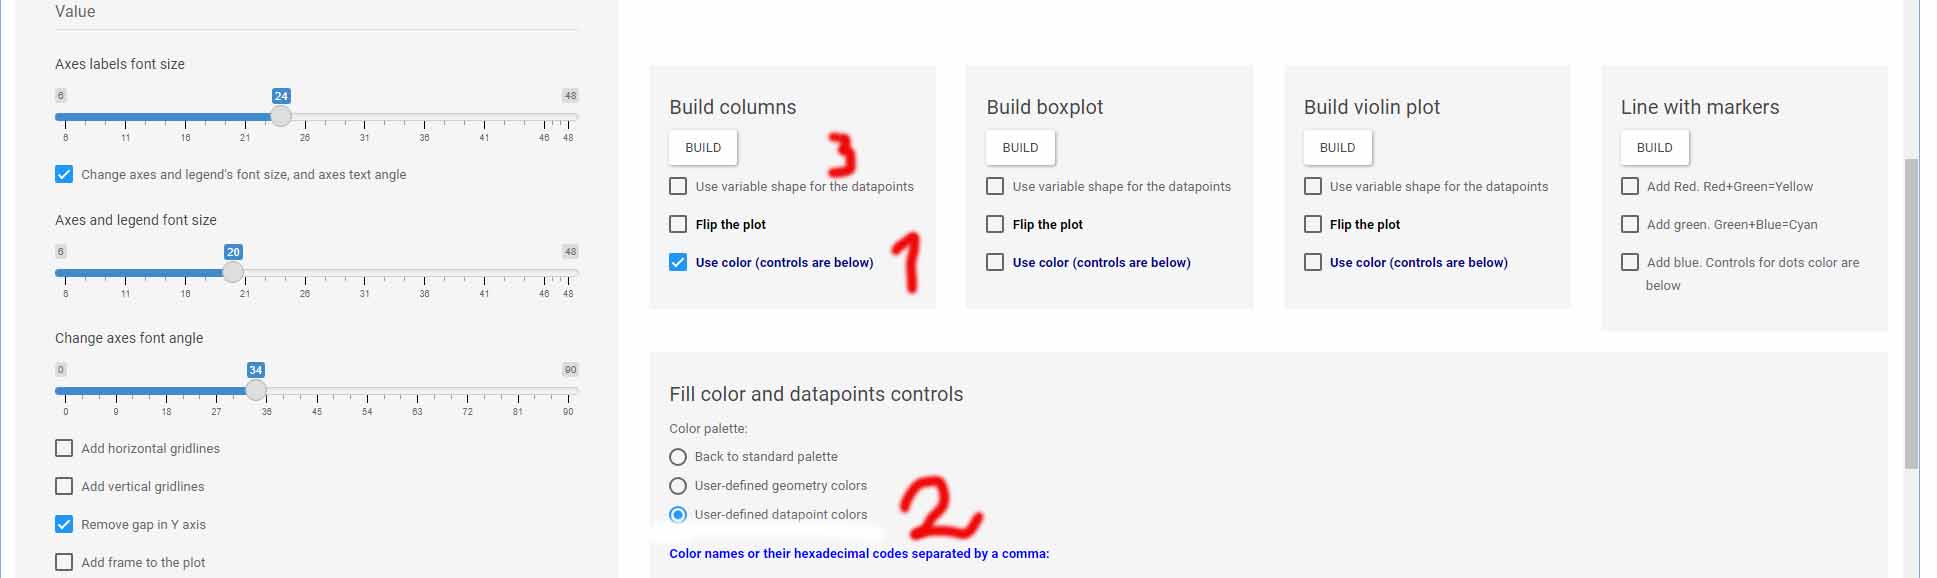 Value
Axes labels font size
6 24 48
6 11 16 21 26 31 36 41 46 48
Change axes and legend's font size, and axes text angle
Axes and legend font size
6 20 48
6 11 16 21 26 31 36 41 46 48
Change axes font angle
0 34 90
0 9 18 27 36 45 54 63 72 81 90
Add horizontal gridlines
Add vertical gridlines
Remove gap in Y axis
Add frame to the plot
Build columns
BUILD
3
Use variable shape for the datapoints
Flip the plot
Use color (controls are below)
1
Build boxplot
BUILD
Use variable shape for the datapoints
Flip the plot
Use color (controls are below)
Build violin plot
BUILD
Use variable shape for the datapoints
Flip the plot
Use color (controls are below)
Line with markers
BUILD
Add Red. Red+Green=Yellow
Add green. Green+Blue=Cyan
Add blue. Controls for dots color are
below
Fill color and datapoints controls
Color palette:
Back to standard palette
User-defined geometry colors
User-defined datapoint colors
2
Color names or their hexadecimal codes separated by a comma: